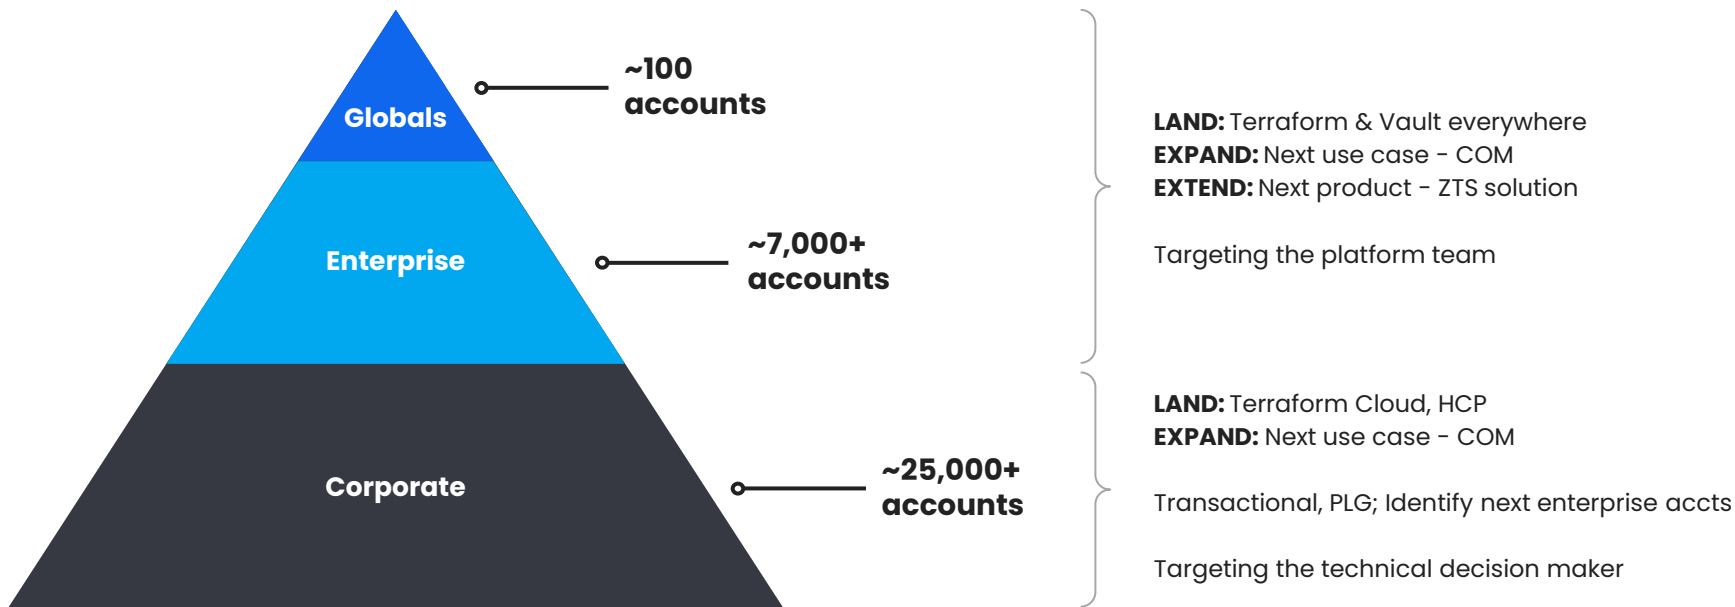 Globals
~100
accounts
Enterprise
~7,000+
accounts
Corporate
~25,000+
accounts
LAND: Terraform & Vault everywhere
EXPAND: Next use case - COM
EXTEND: Next product - ZTS solution
Targeting the platform team
LAND: Terraform Cloud, HCP
EXPAND: Next use case - COM
Transactional, PLG; Identify next enterprise accts
Targeting the technical decision maker